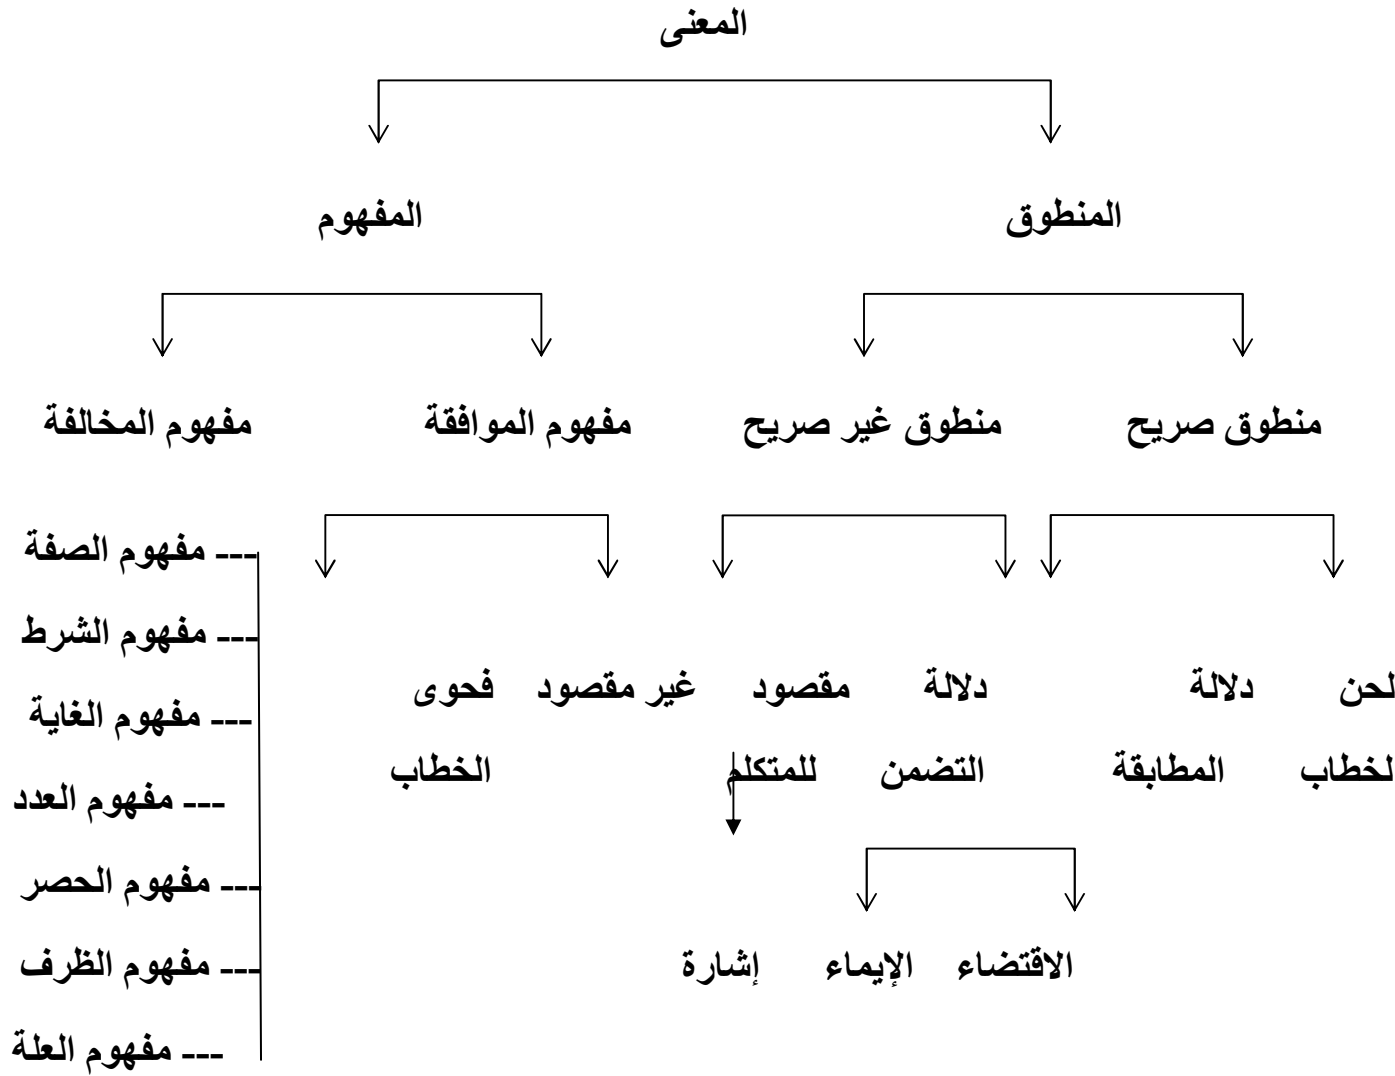 المعنى
المنطوق المفهوم
منطوق صريح منطوق غير صريح مفهوم الموافقة مفهوم المخالفة
--- مفهوم الصفة
--- مفهوم الشرط
لحن دلالة دلالة مقصود غير مقصود فحوى
--- مفهوم الغاية
لخطاب المطابقة التضمن للمتكلم الخطاب
--- مفهوم العدد
--- مفهوم الحصر
الاقتضاء الإيماء إشارة
--- مفهوم الظرف
--- مفهوم العلة